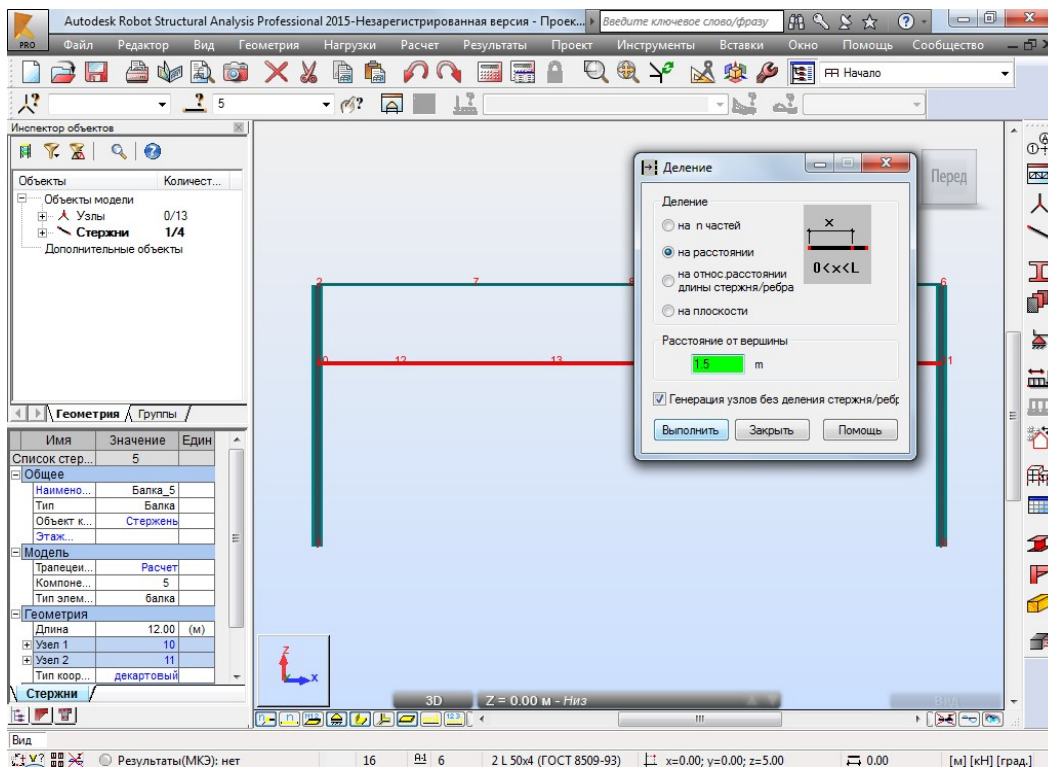 PRO
Autodesk Robot Structural Analysis Professional 2015-Незарегистрированная версия - Проек...
Введите ключевое слово/фразу
Файл Редактор Вид Геометрия Нагрузки Расчет Результаты Проект Инструменты Вставки Окно Помощь Сообщество
Начало
5
Инспектор объектов
Объекты Количест...
Объекты модели
Узлы 0/13
Стержни 1/4
Дополнительные объекты
Геометрия Группы
Имя Значение Един
Список стер... 5
Общее
Наимено... Балка_5
Тип Балка
Объект к... Стержень
Этаж...
Модель
Трапеци... Расчет
Компоне... 5
Тип элем... балка
Геометрия
Длина 12.00 (м)
Узел 1 10
Узел 2 11
Тип коор... декартовый
Стержни
Перед
2 7 6
12 13
Деление
Деление
на n частей
на расстоянии
на относ.расстоянии
длины стержня/ребра
на плоскости
x
0<x<L
Расстояние от вершины
1.5 m
Генерация узлов без деления стержня/ребр
Выполнить Закрыть Помощь
Z
X
3D Z = 0.00 м - Низ
ВИД
Вид
Результаты(МКЭ): нет 16 6 2 L 50x4 (ГОСТ 8509-93) x=0.00; y=0.00; z=5.00 0.00 [м] [кН] [град.]